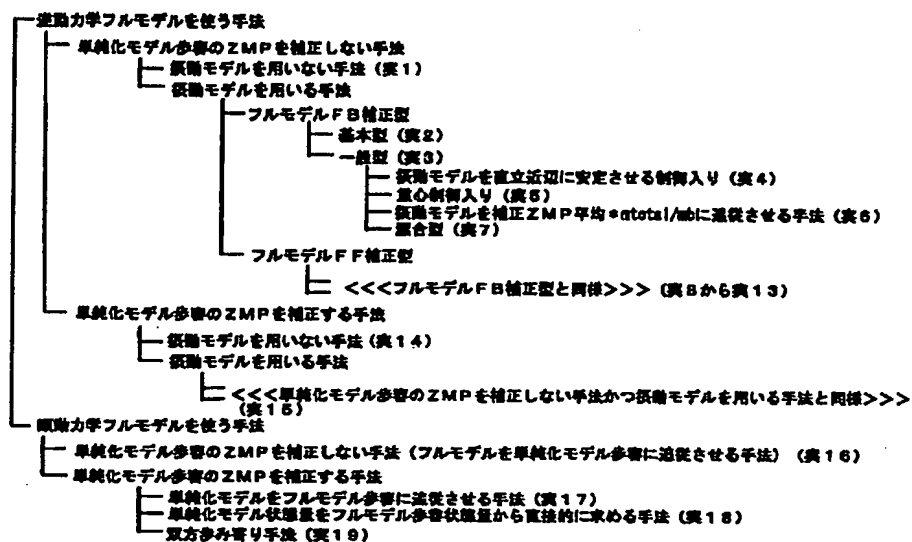 逆動力学フルモデルを使う手法
単純化モデル歩容のZMPを補正しない手法
摂動モデルを用いない手法(実1)
摂動モデルを用いる手法
フルモデルFB補正型
基本型(実2)
一般型(実3)
摂動モデルを直立近辺に安定させる制御入り(実4)
重心制御入り(実5)
摂動モデルを補正ZMP平均*mtotal/mbに追従させる手法(実6)
混合型(実7)
フルモデルFF補正型
<<<フルモデルFB補正型と同様>>>(実8から実13)
単純化モデル歩容のZMPを補正する手法
摂動モデルを用いない手法(実14)
摂動モデルを用いる手法
<<<単純化モデル歩容のZMPを補正しない手法かつ摂動モデルを用いる手法と同様>>>
(実15)
順動力学フルモデルを使う手法
単純化モデル歩容のZMPを補正しない手法(フルモデルを単純化モデル歩容に追従させる手法)(実16)
単純化モデル歩容のZMPを補正する手法
単純化モデルをフルモデル歩容に追従させる手法(実17)
単純化モデル状態量をフルモデル歩容状態量から直接的に求める手法(実18)
双方歩み寄り手法(実19)